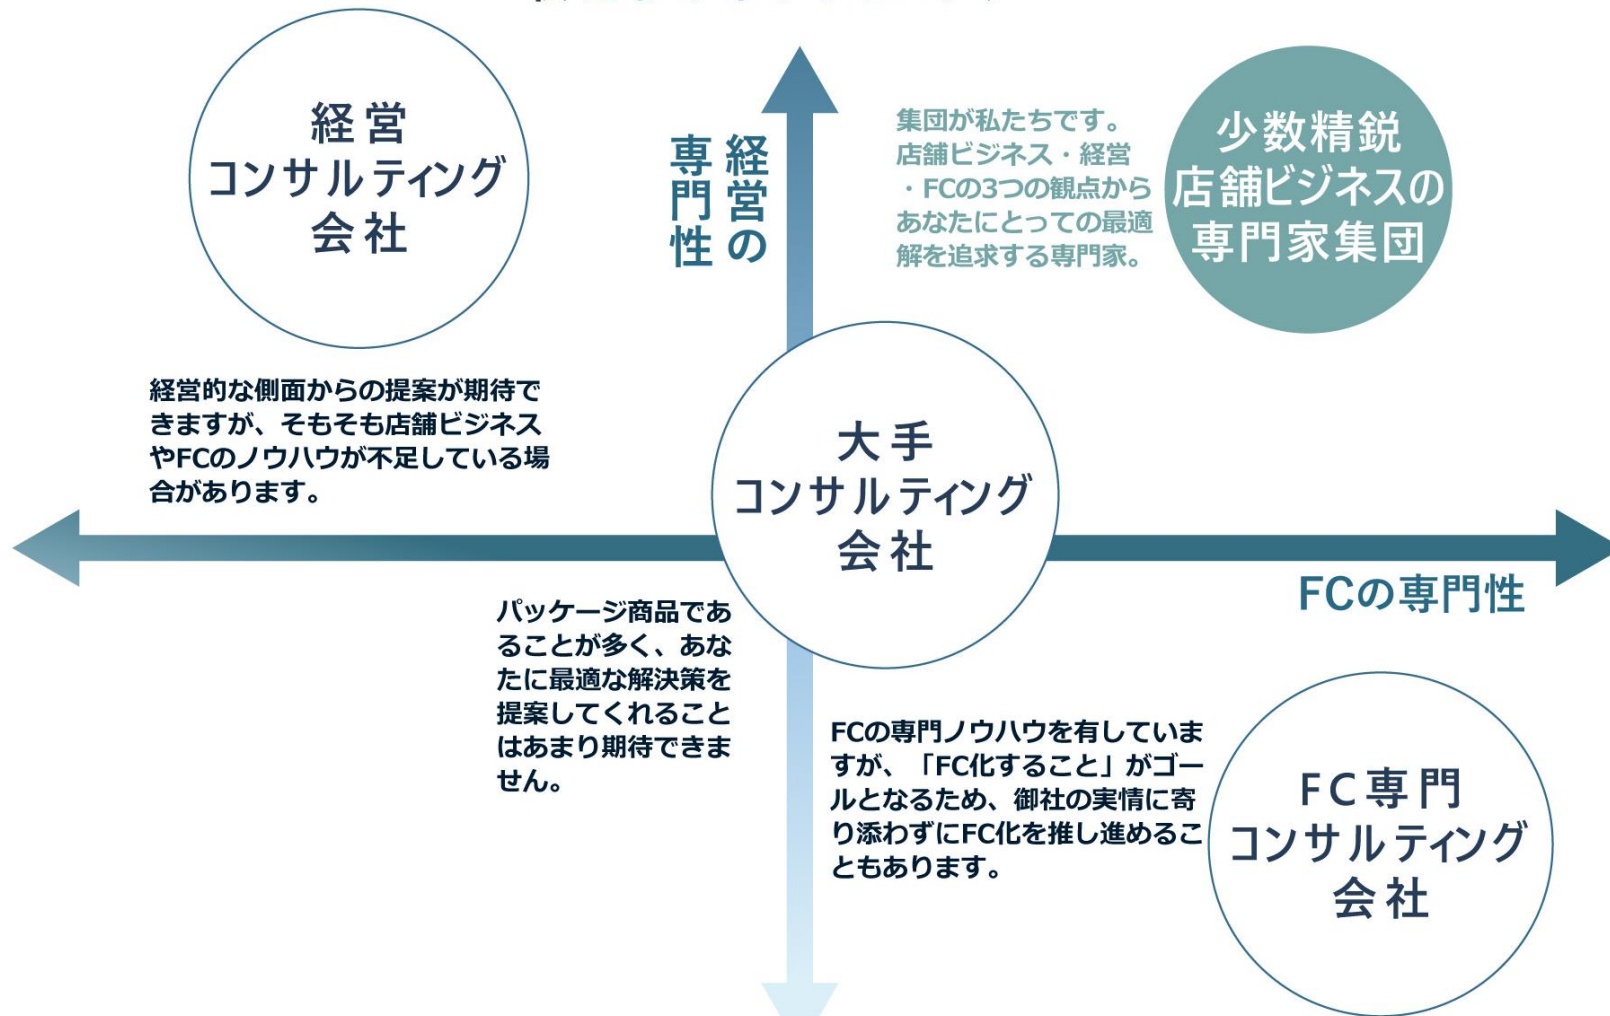 経営
コンサルティング
会社
経営の
専門性
集団が私たちです。
店舗ビジネス・経営
・FCの3つの観点から
あなたにとっての最適
解を追求する専門家。
少数精鋭
店舗ビジネスの
専門家集団
経営的な側面からの提案が期待で
きますが、そもそも店舗ビジネス
やFCのノウハウが不足している場
合があります。
大手
コンサルティング
会社
FCの専門性
パッケージ商品であ
ることが多く、あな
たに最適な解決策を
提案してくれること
はあまり期待できま
せん。
FCの専門ノウハウを有していま
すが、「FC化すること」がゴー
ルとなるため、御社の実情に寄
り添わずにFC化を推し進めるこ
ともあります。
FC専門
コンサルティング
会社